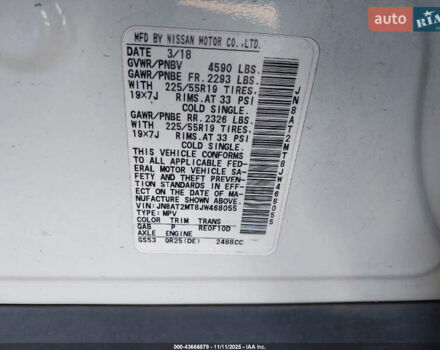 MFD BY NISSAN MOTOR CO.,LTD.
DATE 3/18
GVWR/PNBV 4590 LBS.
GAWR/PNBE FR. 2293 LBS.
WITH 225/55R19 TIRES.
19X7J RIMS.AT 33 PSI
COLD SINGLE.
GAWR/PNBE RR. 2326 LBS.
WITH 225/55R19 TIRES.
19X7J RIMS.AT 33 PSI
COLD SINGLE.
THIS VEHICLE CONFORMS
TO ALL APPLICABLE FED-
ERAL MOTOR VEHICLE SA-
FETY AND THEFT PREVEN-
TION STANDARDS IN EFF-
ECT ON THE DATE OF MA-
NUFACTURE SHOWN ABOVE.
VIN: JN8AT2MT8JW468055
TYPE: MPV
COLOR TRIM TRANS
QAB P RE0F10D
AXLE ENGINE
GS53 QR25(DE) 2488CC
JN8AT2MT8JW468055
AUTO.RIA
000-43666879 - 11/11/2025 - IAAI.COM